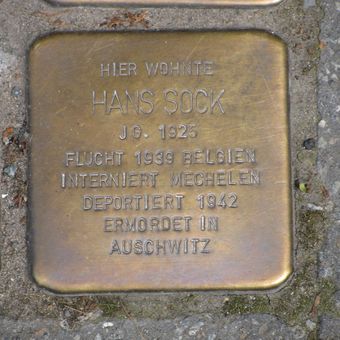 HIER WOHNTE
HANS SOCK
JG. 1925
FLUCHT 1939 BELGIEN
INTERNIERT MECHELEN
DEPORTIERT 1942
ERMORDET IN
AUSCHWITZ